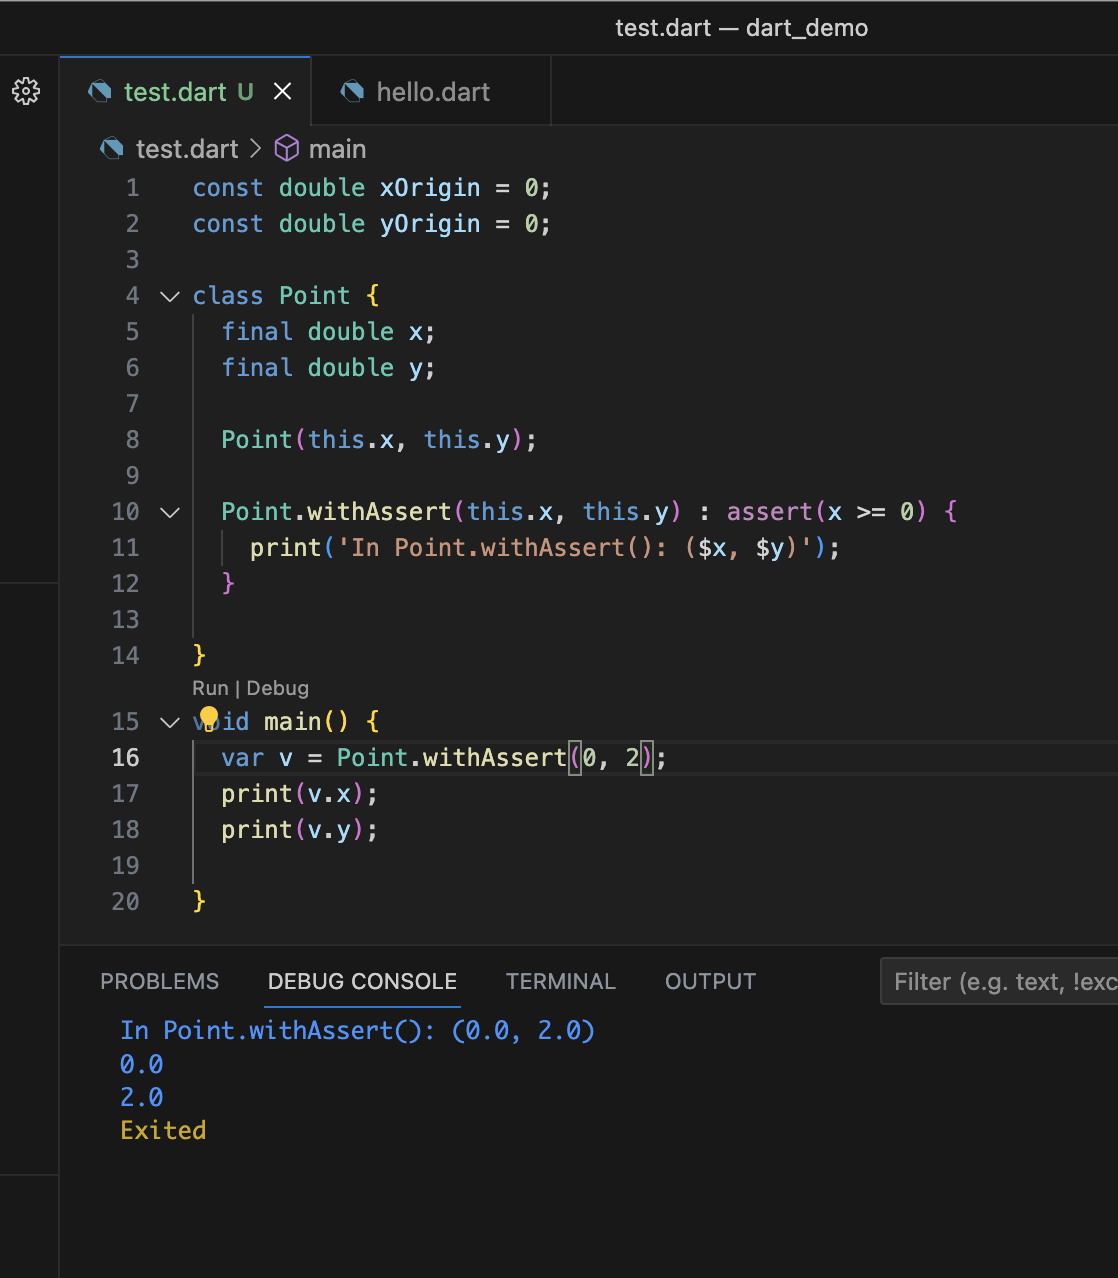 test.dart — dart_demo
test.dart U hello.dart
test.dart > main
1 const double xOrigin = 0;
2 const double yOrigin = 0;
3
4 class Point {
5   final double x;
6   final double y;
7
8   Point(this.x, this.y);
9
10   Point.withAssert(this.x, this.y) : assert(x >= 0) {
11     print('In Point.withAssert(): ($x, $y)');
12   }
13
14 }
Run | Debug
15 void main() {
16   var v = Point.withAssert(0, 2);
17   print(v.x);
18   print(v.y);
19
20 }
PROBLEMS DEBUG CONSOLE TERMINAL OUTPUT Filter (e.g. text, !exc
In Point.withAssert(): (0.0, 2.0)
0.0
2.0
Exited